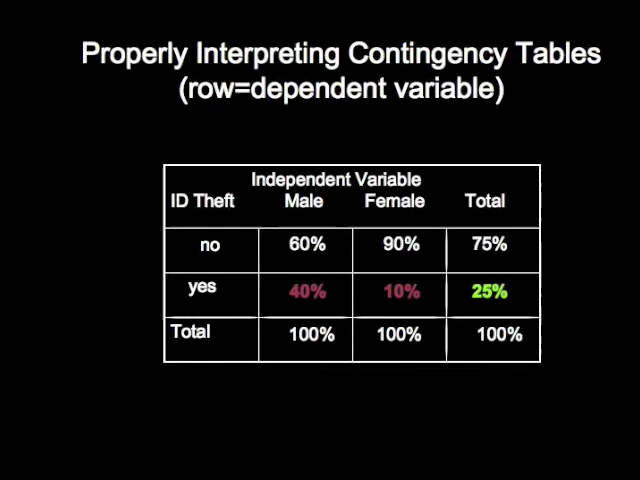 Properly Interpreting Contingency Tables
(row=dependent variable)
Independent Variable
ID Theft Male Female Total
no 60% 90% 75%
yes 40% 10% 25%
Total 100% 100% 100%